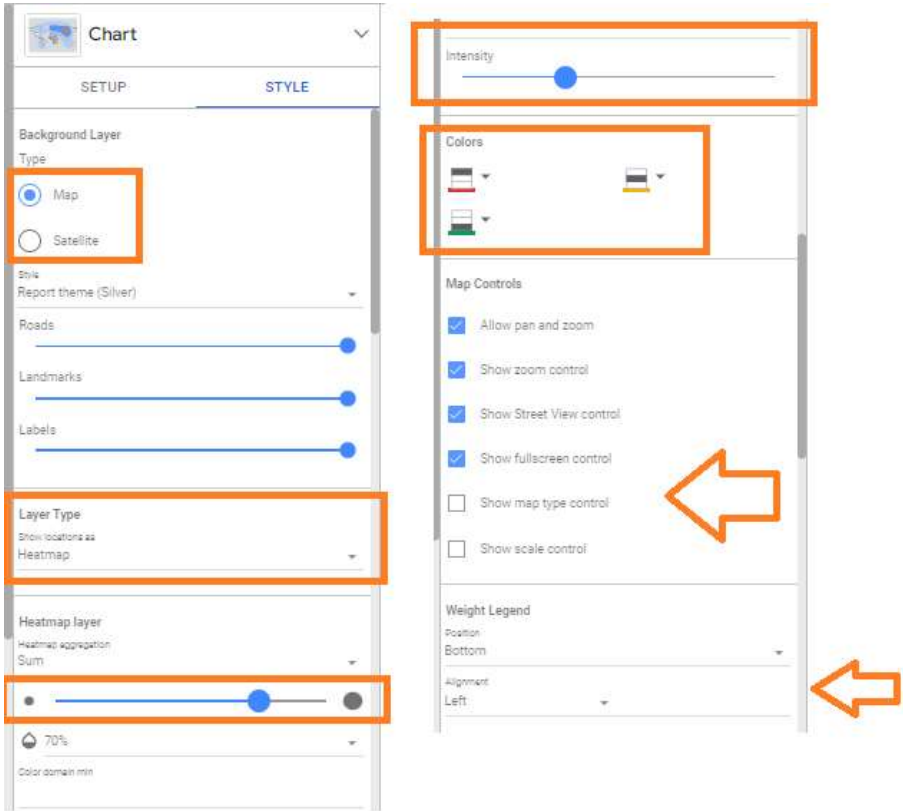 Chart
SETUP
STYLE
Background Layer
Type
Map
Satellite
Style
Report theme (Silver)
Roads
Landmarks
Labels
Layer Type
Show locations as
Heatmap
Heatmap layer
Heatmap aggregation
Sum
70%
Color domain min
Intensity
Colors
Map Controls
Allow pan and zoom
Show zoom control
Show Street View control
Show fullscreen control
Show map type control
Show scale control
Weight Legend
Position
Bottom
Alignment
Left